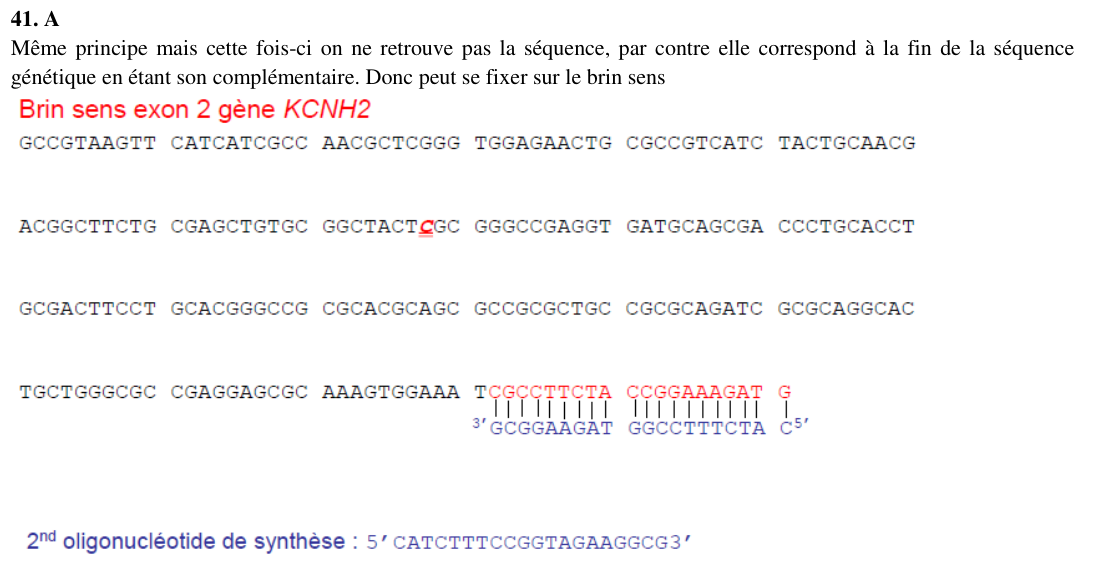 41. A
Même principe mais cette fois-ci on ne retrouve pas la séquence, par contre elle correspond à la fin de la séquence
génétique en étant son complémentaire. Donc peut se fixer sur le brin sens
Brin sens exon 2 gène KCNH2
GCCGTAAGTT CATCATCGCC AACGCTCGGG TGGAGAACTG CGCCGTCATC TACTGCAACG
ACGGCTTCTG CGAGCTGTGC GGCTACTCGC GGGCCGAGGT GATGCAGCGA CCCTGCACCT
GCGACTTCCT GCACGGGCCG CGCACGCAGC GCCGCGCTGC CGCGCAGATC GCGCAGGCAC
TGCTGGGCGC CGAGGAGCGC AAAGTGGAAA TCGCCTTCTA CCGGAAAGAT G
3′GCGGAAGAT GGCCTTTCTA C5′
2nd oligonucléotide de synthèse : 5′CATCTTTCCGGTAGAAGGCG3′